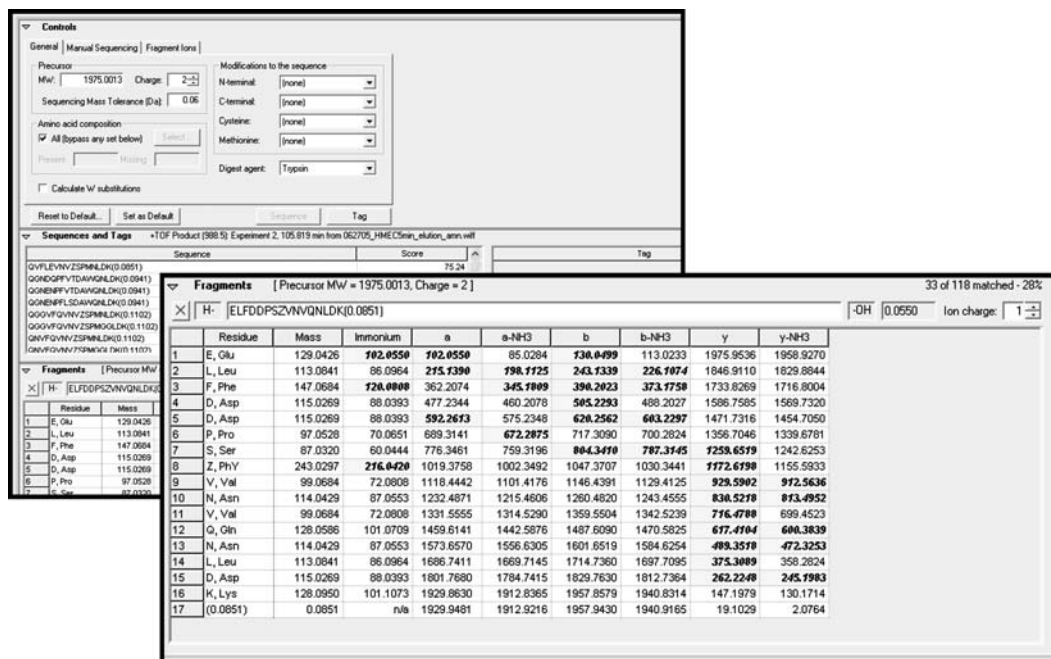 Controls
General Manual Sequencing Fragment Ions
Precursor
MW: 1975.0013 Charge: 2
Sequencing Mass Tolerance (Da): 0.06
Amino acid composition
All (bypass any set below) Select...
Present: Missing:
Calculate W substitutions
Modifications to the sequence
N-terminal: (none)
C-terminal: (none)
Cysteine: (none)
Methionine: (none)
Digest agent: Trypsin
Reset to Default... Set as Default Sequence Tag
Sequences and Tags +TOF Product (988.5): Experiment 2, 105.819 min from 062705_HMEC5min_elution_amn.wiff
Sequence Score Tag
QVFLEVNVZSPMNLDK(0.0851) 75.24
QGNDGPFVTDAWQNLDK(0.0941)
QGNENPFVTDAWQNLDK(0.0941)
QGNENPFLSDAWQNLDK(0.0941)
QGGVFQVNVZSPMNLDK(0.1102)
QGGVFQVNVZSPMGGLDK(0.1102)
QNVFQVNVZSPMNLDK(0.1102)
QNVFQVNVZSPMGGLDK(0.1102)
Fragments [Precursor MW
H- ELFDDPSZVNVQNLDK(0
Residue Mass
1 E, Glu 129.0426
2 L, Leu 113.0841
3 F, Phe 147.0684
4 D, Asp 115.0269
5 D, Asp 115.0269
6 P, Pro 97.0528
7 S, Ser 87.0320
Fragments [ Precursor MW = 1975.0013, Charge = 2 ] 33 of 118 matched - 28%
H- ELFDDPSZVNVQNLDK(0.0851) -OH 0.0550 Ion charge: 1
Residue Mass Immonium a a-NH3 b b-NH3 y y-NH3
1 E, Glu 129.0426 102.0550 102.0550 85.0284 130.0499 113.0233 1975.9536 1958.9270
2 L, Leu 113.0841 86.0964 215.1390 198.1125 243.1339 226.1074 1846.9110 1829.8844
3 F, Phe 147.0684 120.0808 362.2074 345.1809 390.2023 373.1758 1733.8269 1716.8004
4 D, Asp 115.0269 88.0393 477.2344 460.2078 505.2293 488.2027 1586.7585 1569.7320
5 D, Asp 115.0269 88.0393 592.2613 575.2348 620.2562 603.2297 1471.7316 1454.7050
6 P, Pro 97.0528 70.0651 689.3141 672.2875 717.3090 700.2824 1356.7046 1339.6781
7 S, Ser 87.0320 60.0444 776.3461 759.3196 804.3410 787.3145 1259.6519 1242.6253
8 Z, PhY 243.0297 216.0420 1019.3758 1002.3492 1047.3707 1030.3441 1172.6198 1155.5933
9 V, Val 99.0684 72.0808 1118.4442 1101.4176 1146.4391 1129.4125 929.5902 912.5636
10 N, Asn 114.0429 87.0553 1232.4871 1215.4606 1260.4820 1243.4555 830.5218 813.4952
11 V, Val 99.0684 72.0808 1331.5555 1314.5290 1359.5504 1342.5239 716.4788 699.4523
12 Q, Gln 128.0586 101.0709 1459.6141 1442.5876 1487.6090 1470.5825 617.4104 600.3839
13 N, Asn 114.0429 87.0553 1573.6570 1556.6305 1601.6519 1584.6254 489.3518 472.3253
14 L, Leu 113.0841 86.0964 1686.7411 1669.7145 1714.7360 1697.7095 375.3089 358.2824
15 D, Asp 115.0269 88.0393 1801.7680 1784.7415 1829.7630 1812.7364 262.2248 245.1983
16 K, Lys 128.0950 101.1073 1929.8630 1912.8365 1957.8579 1940.8314 147.1979 130.1714
17 (0.0851) 0.0851 n/a 1929.9481 1912.9216 1957.9430 1940.9165 19.1029 2.0764